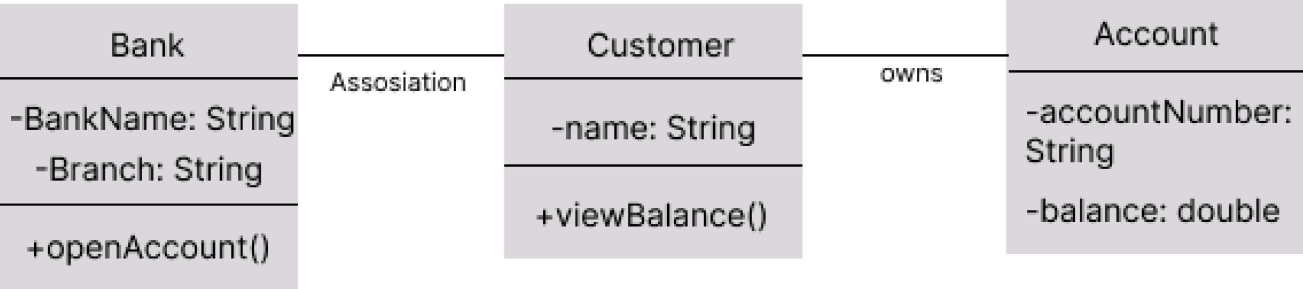 Bank
-BankName: String
-Branch: String
+openAccount()
Assosiation
Customer
-name: String
+viewBalance()
owns
Account
-accountNumber:
String
-balance: double